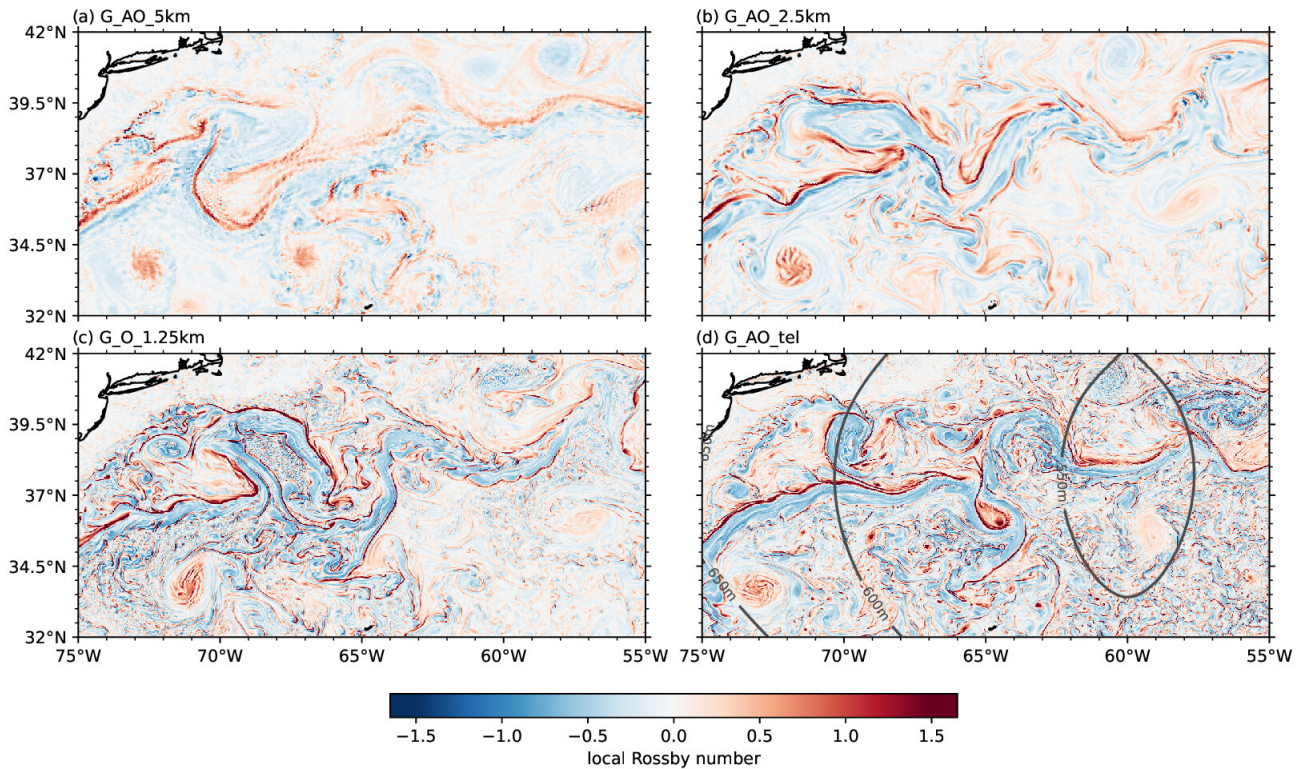 (a) G_AO_5km
(b) G_AO_2.5km
42°N
39.5°N
37°N
34.5°N
32°N
(c) G_O_1.25km
(d) G_AO_tel
42°N
39.5°N
37°N
34.5°N
32°N
650m
550m
650m
600m
75°W 70°W 65°W 60°W 55°W 75°W 70°W 65°W 60°W 55°W
−1.5 −1.0 −0.5 0.0 0.5 1.0 1.5
local Rossby number